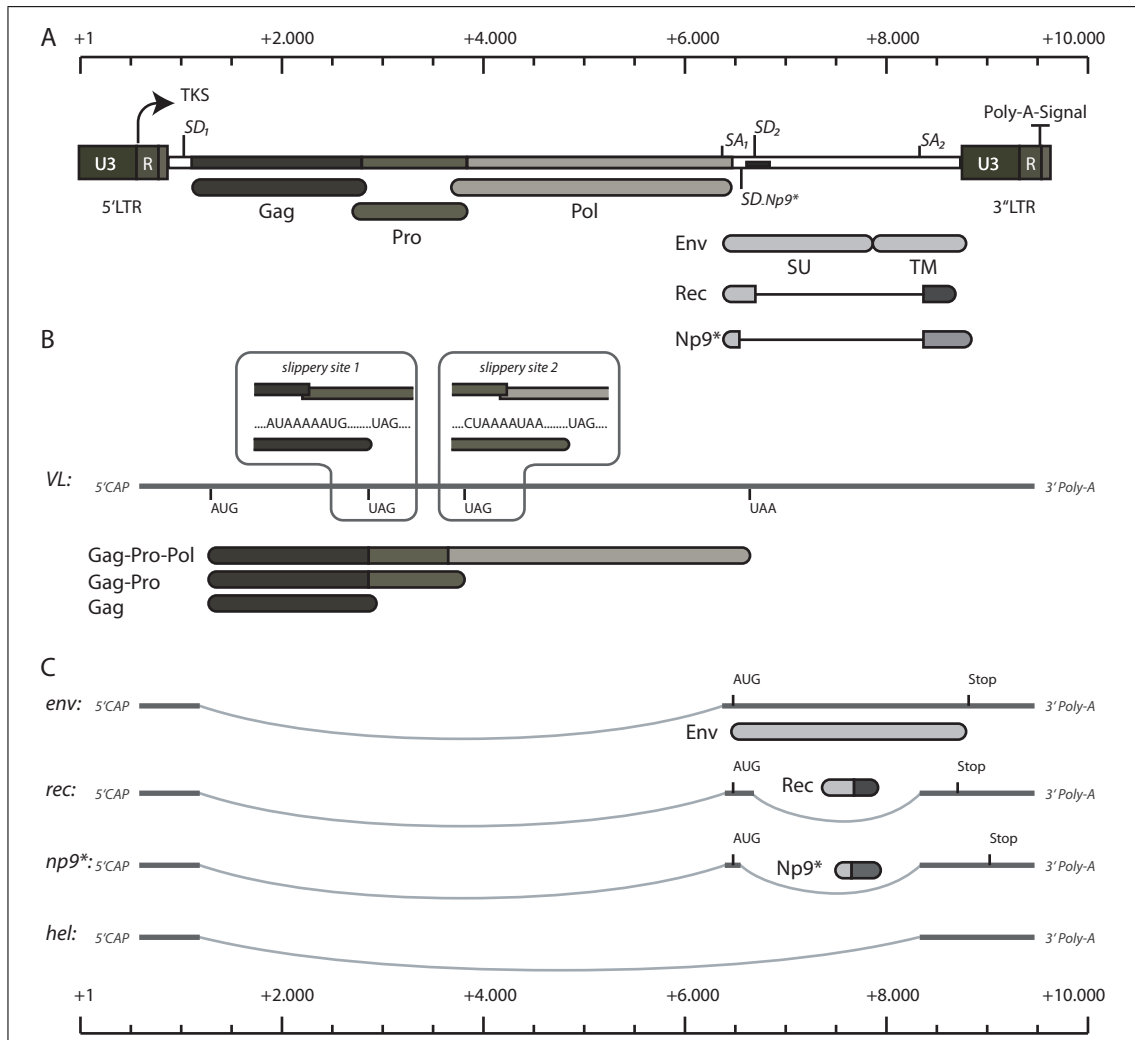 A
+1 +2.000 +4.000 +6.000 +8.000 +10.000
TKS
SD1 SA1 SD2 SA2 Poly-A-Signal
U3 R U3 R
5'LTR SD.Np9* 3"LTR
Gag Pol
Pro
Env
SU TM
Rec
Np9*
B
slippery site 1 slippery site 2
....AUAAAAAUG........UAG.... ....CUAAAAUAA........UAG....
VL: 5'CAP 3' Poly-A
AUG UAG UAG UAA
Gag-Pro-Pol
Gag-Pro
Gag
C
AUG Stop
env: 5'CAP 3' Poly-A
Env
AUG Stop
rec: 5'CAP Rec 3' Poly-A
AUG Stop
np9*: 5'CAP Np9* 3' Poly-A
hel: 5'CAP 3' Poly-A
+1 +2.000 +4.000 +6.000 +8.000 +10.000